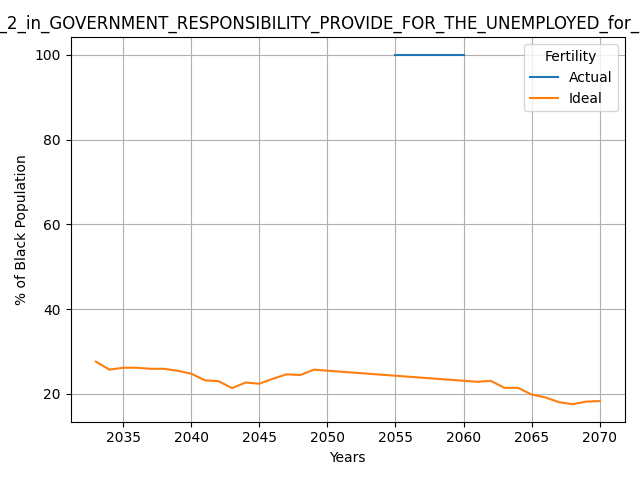 _2_in_GOVERNMENT_RESPONSIBILITY_PROVIDE_FOR_THE_UNEMPLOYED_for_
Fertility
Actual
Ideal
% of Black Population
100
80
60
40
20
2035 2040 2045 2050 2055 2060 2065 2070
Years